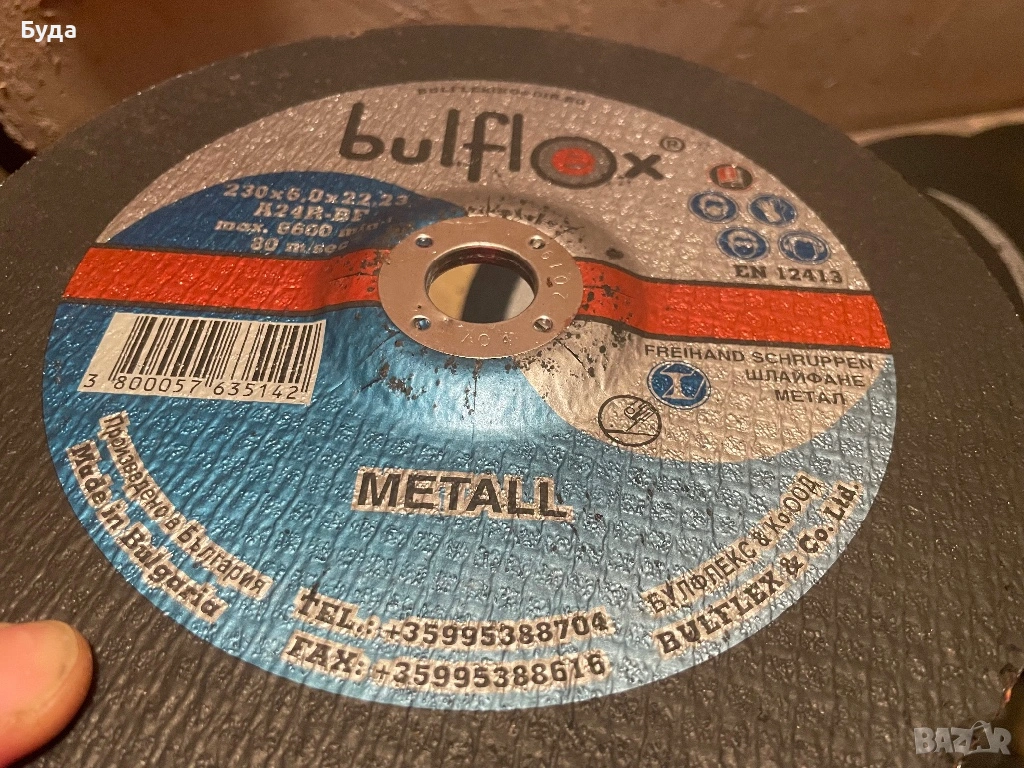 Буда
bulflex®
230x6,0x22,23
A24R-BF
max. 6600 min
80 m/sec
EN 12413
FREIHAND SCHRUPPEN
ШЛАЙФАНЕ
МЕТАЛ
3 800057 635142
METALL
Произведено в България
Made in Bulgaria
TEL.: +35995388704
FAX: +35995388616
БУЛФЛЕКС & Ко ООД
BULFLEX & Co. Ltd.
BAZAR